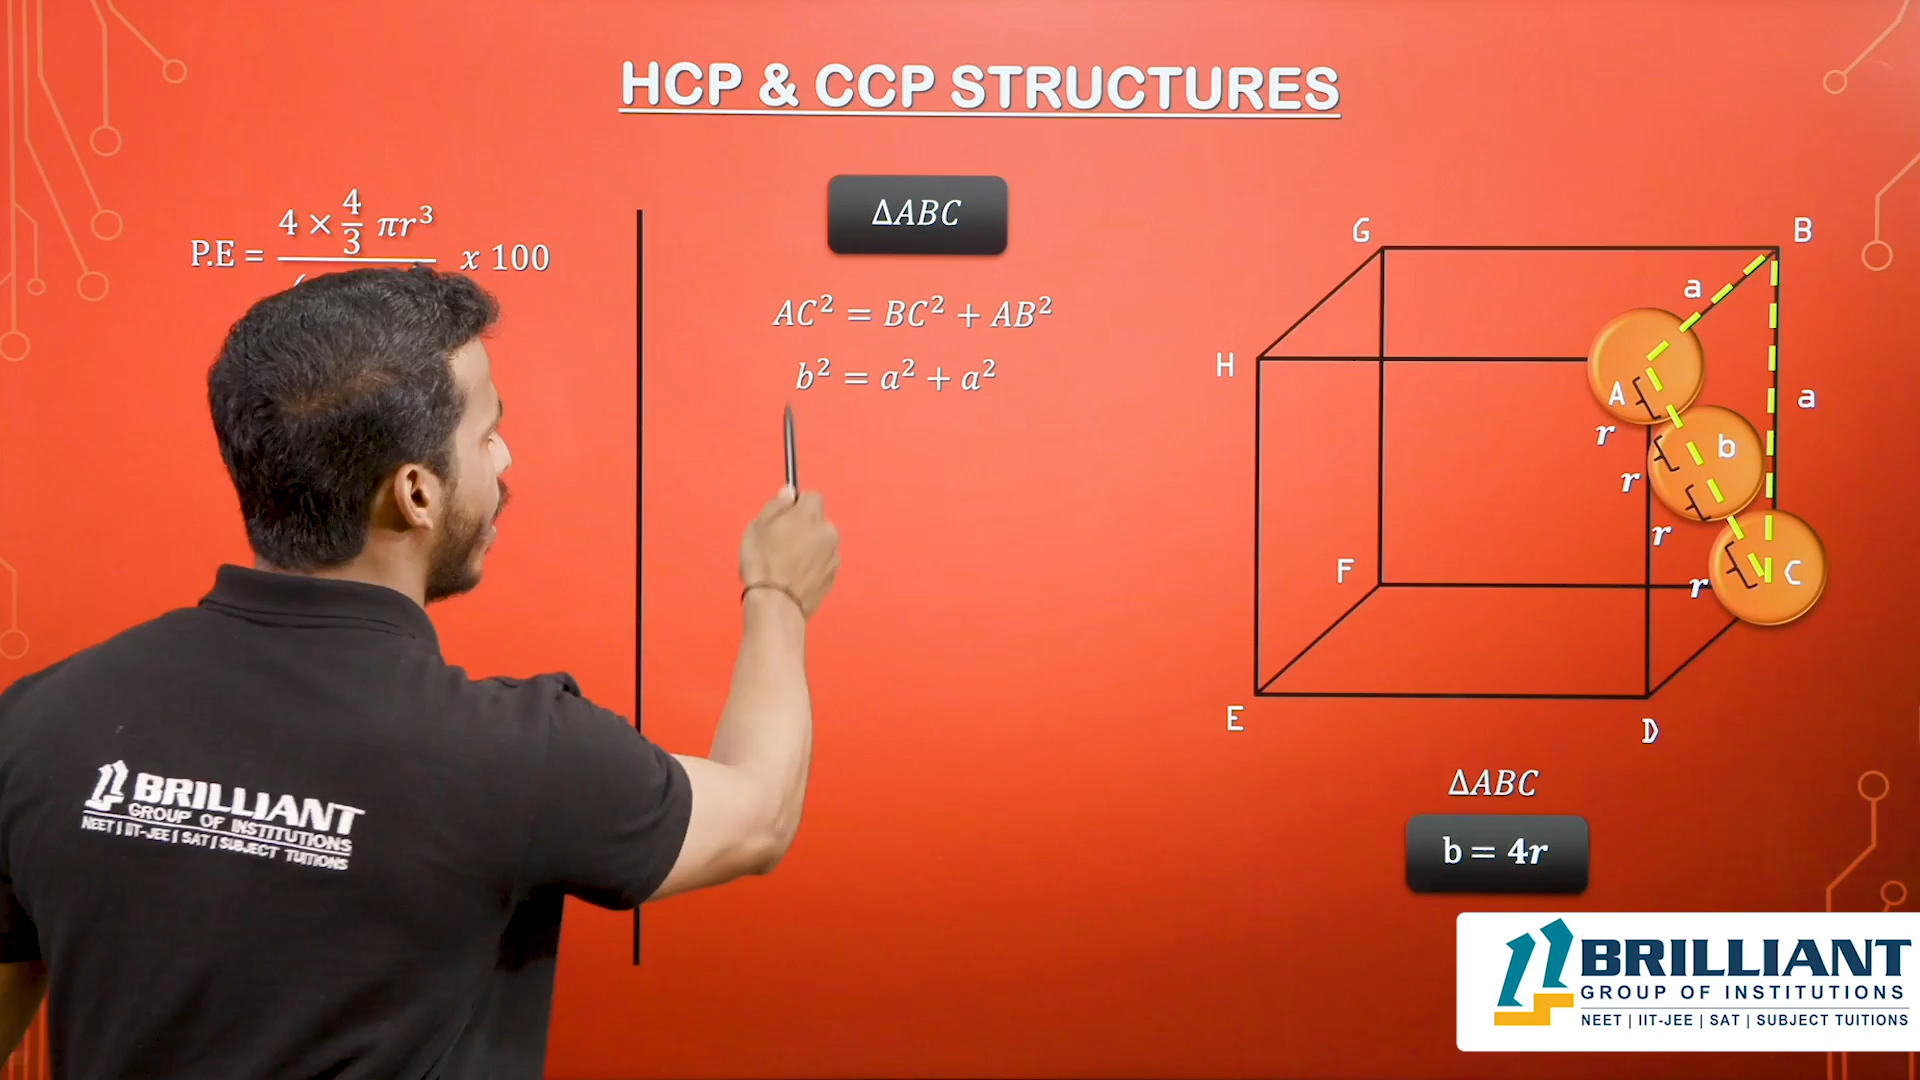 HCP & CCP STRUCTURES
P.E = 4 × 4/3 πr³ x 100
ΔABC
AC² = BC² + AB²
b² = a² + a²
G
B
a
H
A
a
r
b
r
r
F
r
C
E
D
ΔABC
b = 4r
BRILLIANT
GROUP OF INSTITUTIONS
NEET | IIT-JEE | SAT | SUBJECT TUITIONS
BRILLIANT
GROUP OF INSTITUTIONS
NEET | IIT-JEE | SAT | SUBJECT TUITIONS